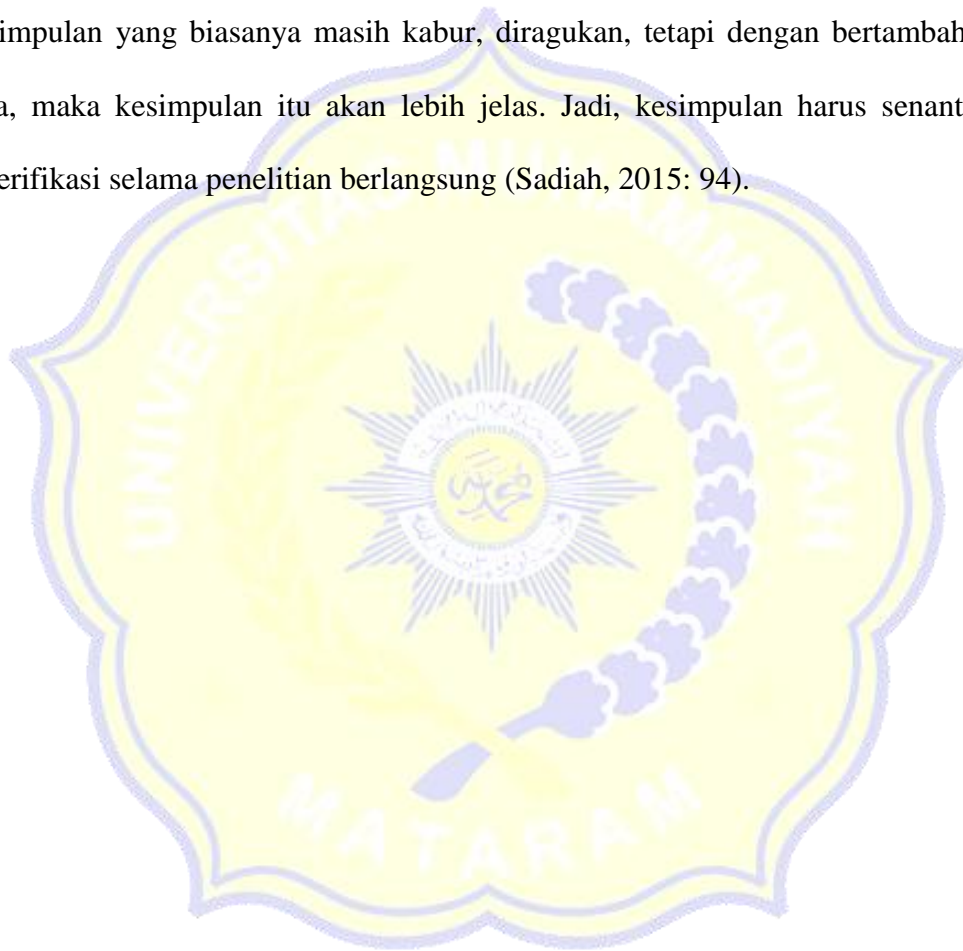 impulan yang biasanya masih kabur, diragukan, tetapi dengan bertambah
a, maka kesimpulan itu akan lebih jelas. Jadi, kesimpulan harus senant
erifikasi selama penelitian berlangsung (Sadiah, 2015: 94).
UNIVERSITAS MUHAMMADIYAH
MATARAM